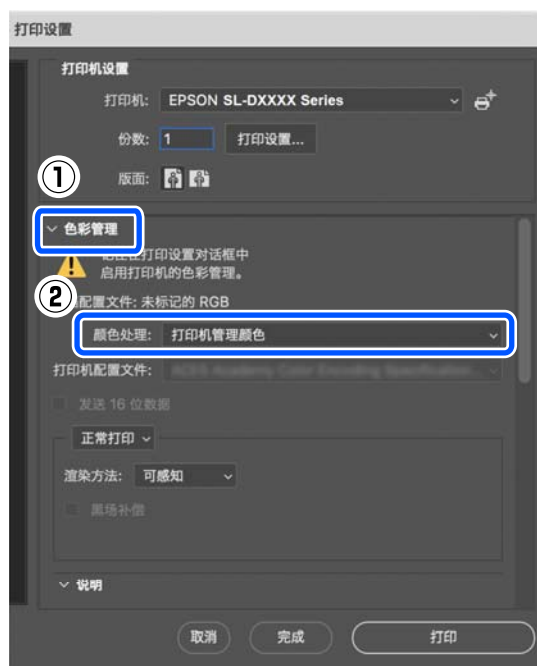 打印设置
打印机设置
打印机: EPSON SL-DXXXX Series
份数: 1 打印设置...
①
版面:
色彩管理
打印设置对话框中
启用打印机的色彩管理。
②
配置文件: 未标记的 RGB
颜色处理: 打印机管理颜色
打印机配置文件:
发送 16 位数据
正常打印
渲染方法: 可感知
黑场补偿
说明
取消 完成 打印